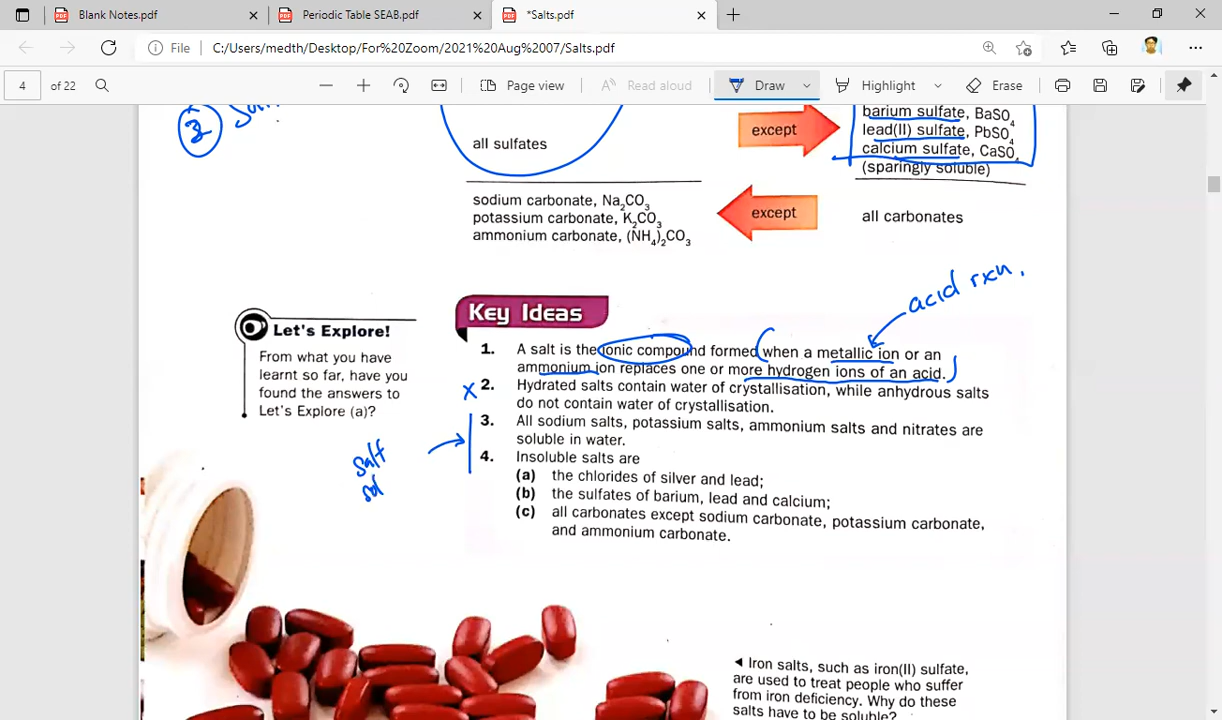 Blank Notes.pdf
Periodic Table SEAB.pdf
*Salts.pdf
File
C:/Users/medth/Desktop/For%20Zoom/2021%20Aug%2007/Salts.pdf
4 of 22
Page view
Read aloud
Draw
Highlight
Erase
all sulfates
except
barium sulfate, BaSO4
lead(II) sulfate, PbSO4
calcium sulfate, CaSO4
(sparingly soluble)
sodium carbonate, Na2CO3
potassium carbonate, K2CO3
ammonium carbonate, (NH4)2CO3
except
all carbonates
acid rxn.
Let's Explore!
From what you have
learnt so far, have you
found the answers to
Let's Explore (a)?
salt
sol
Key Ideas
1. A salt is the ionic compound formed when a metallic ion or an
ammonium ion replaces one or more hydrogen ions of an acid.
x 2. Hydrated salts contain water of crystallisation, while anhydrous salts
do not contain water of crystallisation.
3. All sodium salts, potassium salts, ammonium salts and nitrates are
soluble in water.
4. Insoluble salts are
(a) the chlorides of silver and lead;
(b) the sulfates of barium, lead and calcium;
(c) all carbonates except sodium carbonate, potassium carbonate,
and ammonium carbonate.
◄ Iron salts, such as iron(II) sulfate,
are used to treat people who suffer
from iron deficiency. Why do these
salts have to be soluble?